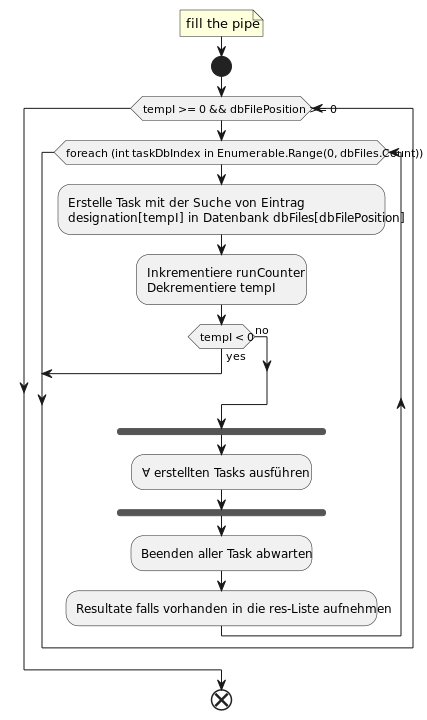 fill the pipe
tempI >= 0 && dbFilePosition >= 0
foreach (int taskDbIndex in Enumerable.Range(0, dbFiles.Count))
Erstelle Task mit der Suche von Eintrag
designation[tempI] in Datenbank dbFiles[dbFilePosition]
Inkrementiere runCounter
Dekrementiere tempI
tempI < 0
no
yes
∀ erstellten Tasks ausführen
Beenden aller Task abwarten
Resultate falls vorhanden in die res-Liste aufnehmen